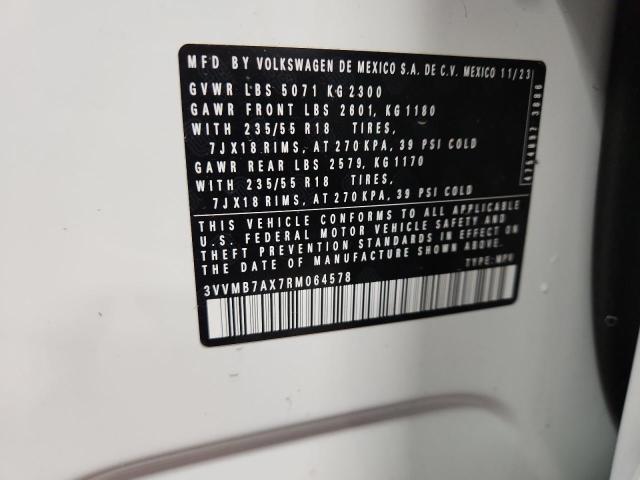 MFD BY VOLKSWAGEN DE MEXICO S.A. DE C.V. MEXICO 11/23
GVWR LBS 5071 KG 2300
GAWR FRONT LBS 2601, KG 1180
WITH 235/55 R18 TIRES,
7JX18 RIMS, AT 270 KPA, 39 PSI COLD
GAWR REAR LBS 2579, KG 1170
WITH 235/55 R18 TIRES,
7JX18 RIMS, AT 270 KPA, 39 PSI COLD
THIS VEHICLE CONFORMS TO ALL APPLICABLE
U.S. FEDERAL MOTOR VEHICLE SAFETY AND
THEFT PREVENTION STANDARDS IN EFFECT ON
THE DATE OF MANUFACTURE SHOWN ABOVE.
TYPE: MPV
3VVMB7AX7RM064578